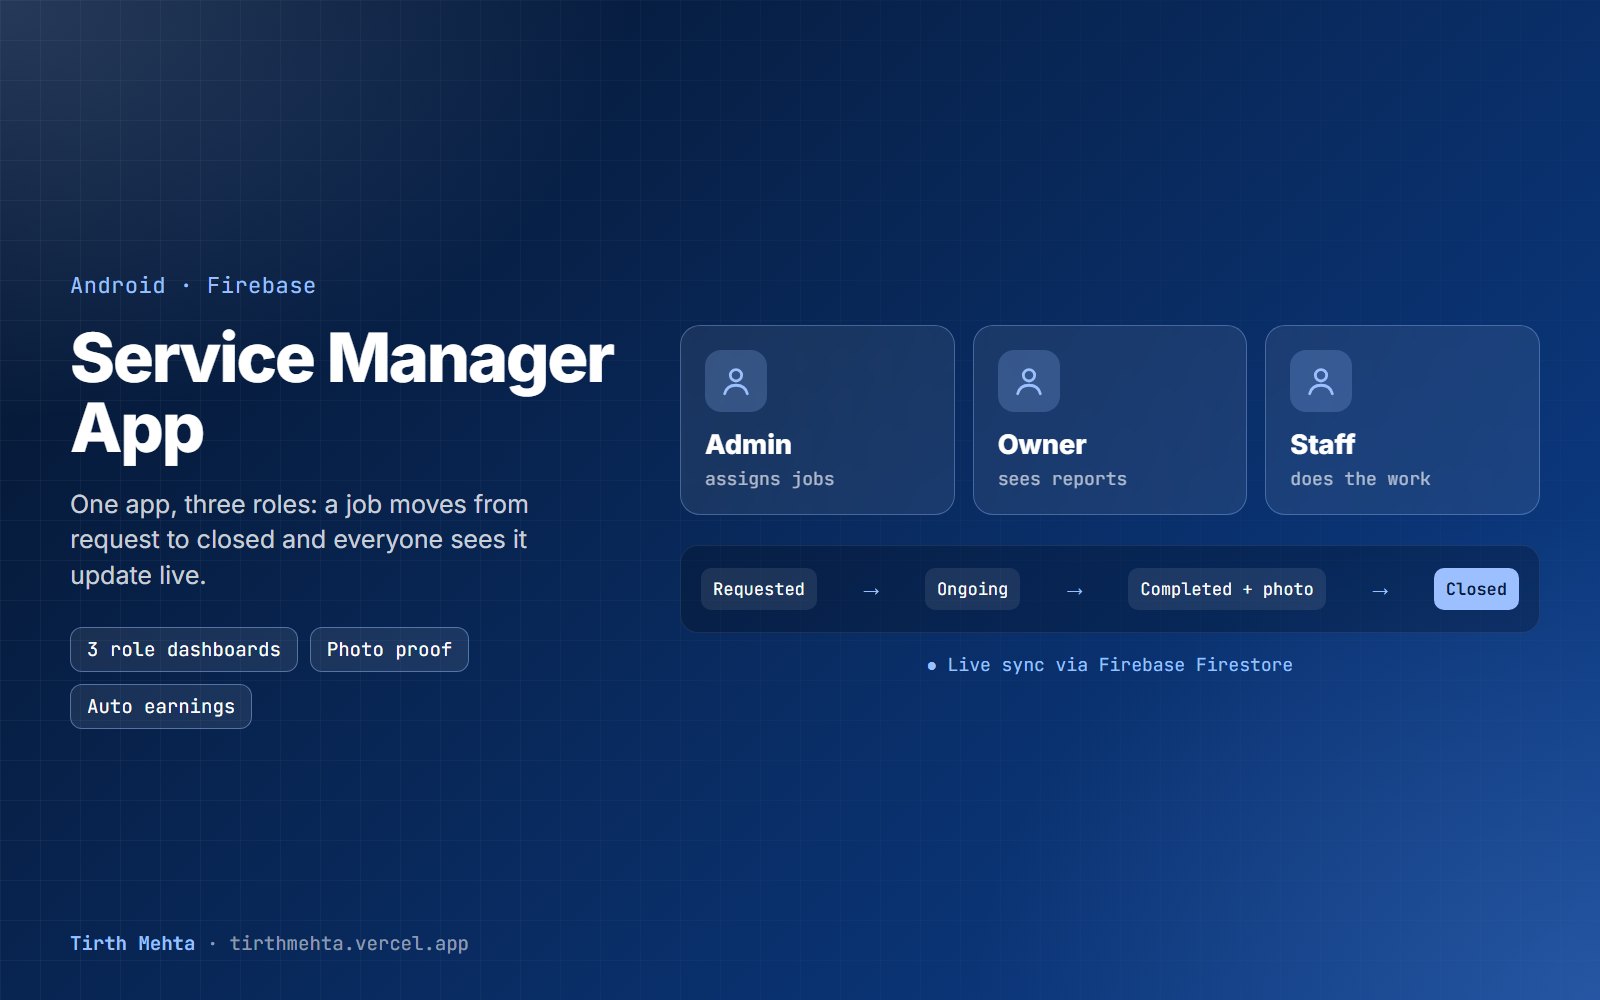 Android · Firebase
Service Manager
App
One app, three roles: a job moves from
request to closed and everyone sees it
update live.
3 role dashboards
Photo proof
Auto earnings
Admin
assigns jobs
Owner
sees reports
Staff
does the work
Requested → Ongoing → Completed + photo → Closed
● Live sync via Firebase Firestore
Tirth Mehta · tirthmehta.vercel.app